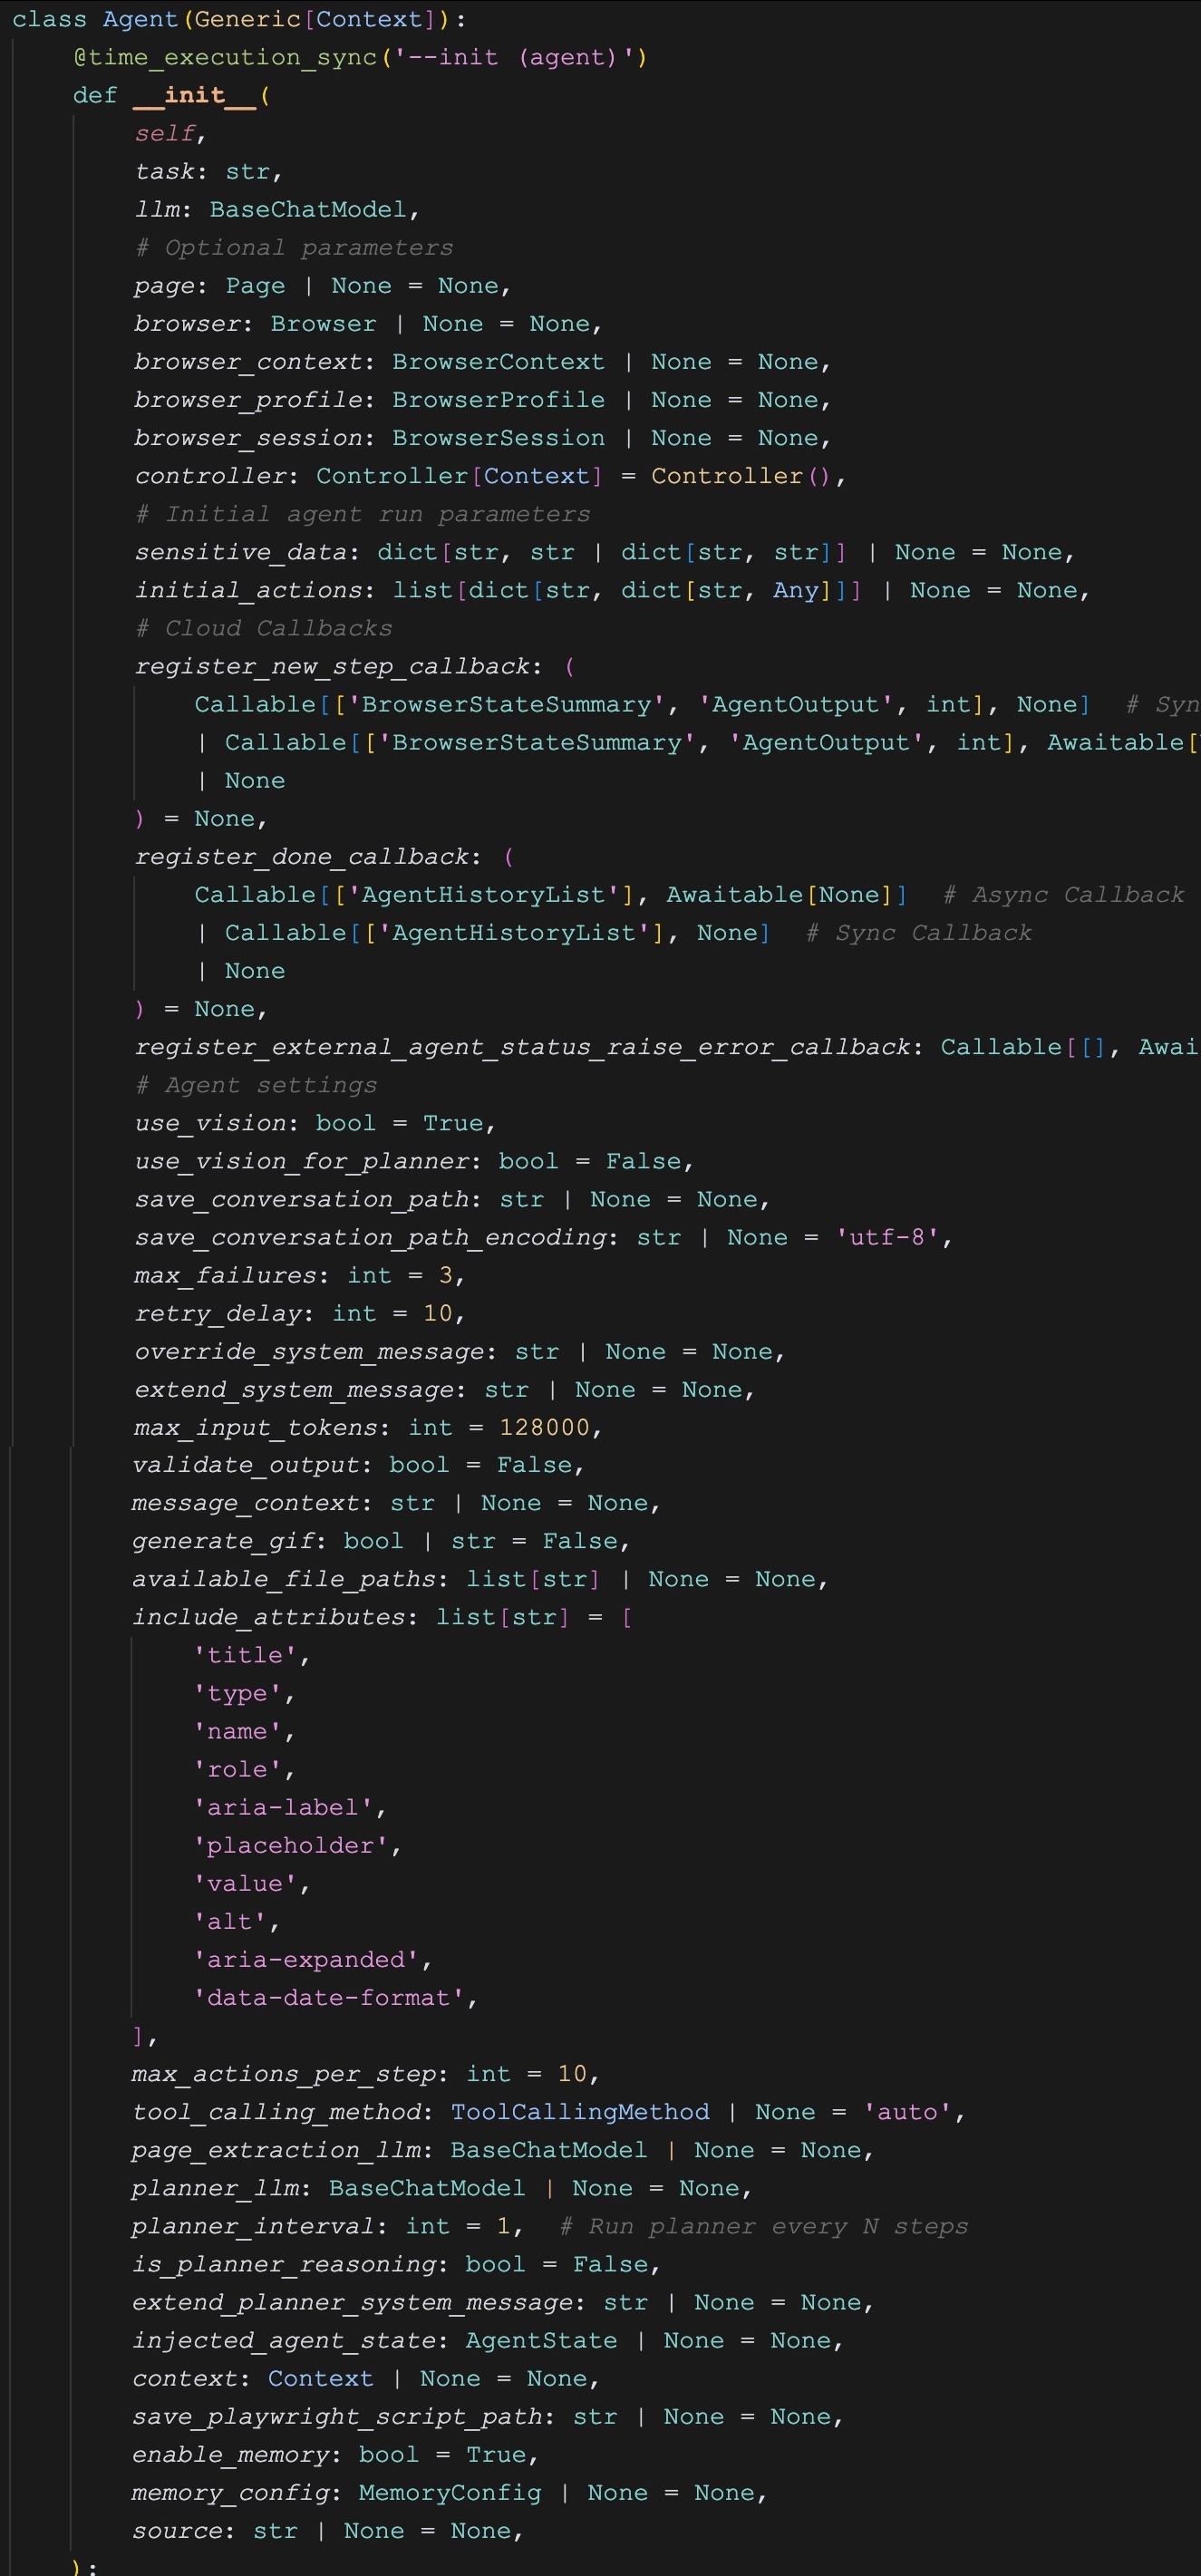 class Agent(Generic[Context]):
    @time_execution_sync('--init (agent)')
    def __init__(
        self,
        task: str,
        llm: BaseChatModel,
        # Optional parameters
        page: Page | None = None,
        browser: Browser | None = None,
        browser_context: BrowserContext | None = None,
        browser_profile: BrowserProfile | None = None,
        browser_session: BrowserSession | None = None,
        controller: Controller[Context] = Controller(),
        # Initial agent run parameters
        sensitive_data: dict[str, str | dict[str, str]] | None = None,
        initial_actions: list[dict[str, dict[str, Any]]] | None = None,
        # Cloud Callbacks
        register_new_step_callback: (
            Callable[['BrowserStateSummary', 'AgentOutput', int], None]  # Syn
            | Callable[['BrowserStateSummary', 'AgentOutput', int], Awaitable[
            | None
        ) = None,
        register_done_callback: (
            Callable[['AgentHistoryList'], Awaitable[None]]  # Async Callback
            | Callable[['AgentHistoryList'], None]  # Sync Callback
            | None
        ) = None,
        register_external_agent_status_raise_error_callback: Callable[[], Awai
        # Agent settings
        use_vision: bool = True,
        use_vision_for_planner: bool = False,
        save_conversation_path: str | None = None,
        save_conversation_path_encoding: str | None = 'utf-8',
        max_failures: int = 3,
        retry_delay: int = 10,
        override_system_message: str | None = None,
        extend_system_message: str | None = None,
        max_input_tokens: int = 128000,
        validate_output: bool = False,
        message_context: str | None = None,
        generate_gif: bool | str = False,
        available_file_paths: list[str] | None = None,
        include_attributes: list[str] = [
            'title',
            'type',
            'name',
            'role',
            'aria-label',
            'placeholder',
            'value',
            'alt',
            'aria-expanded',
            'data-date-format',
        ],
        max_actions_per_step: int = 10,
        tool_calling_method: ToolCallingMethod | None = 'auto',
        page_extraction_llm: BaseChatModel | None = None,
        planner_llm: BaseChatModel | None = None,
        planner_interval: int = 1,  # Run planner every N steps
        is_planner_reasoning: bool = False,
        extend_planner_system_message: str | None = None,
        injected_agent_state: AgentState | None = None,
        context: Context | None = None,
        save_playwright_script_path: str | None = None,
        enable_memory: bool = True,
        memory_config: MemoryConfig | None = None,
        source: str | None = None,
    ):